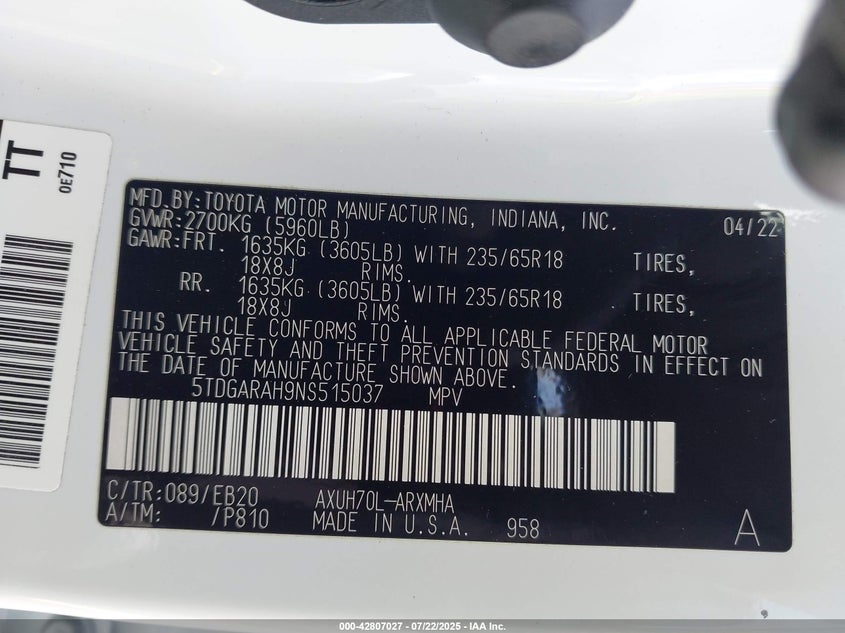 TT
0E710
MFD.BY:TOYOTA MOTOR MANUFACTURING, INDIANA, INC. 04/22
GVWR:2700KG (5960LB)
GAWR:FRT. 1635KG (3605LB) WITH 235/65R18 TIRES,
18X8J RIMS.
RR. 1635KG (3605LB) WITH 235/65R18 TIRES,
18X8J RIMS.
THIS VEHICLE CONFORMS TO ALL APPLICABLE FEDERAL MOTOR
VEHICLE SAFETY AND THEFT PREVENTION STANDARDS IN EFFECT ON
THE DATE OF MANUFACTURE SHOWN ABOVE.
5TDGARAH9NS515037 MPV
C/TR:089/EB20 AXUH70L-ARXMHA
A/TM: /P810 MADE IN U.S.A. 958 A
000-42807027 - 07/22/2025 - IAA Inc.